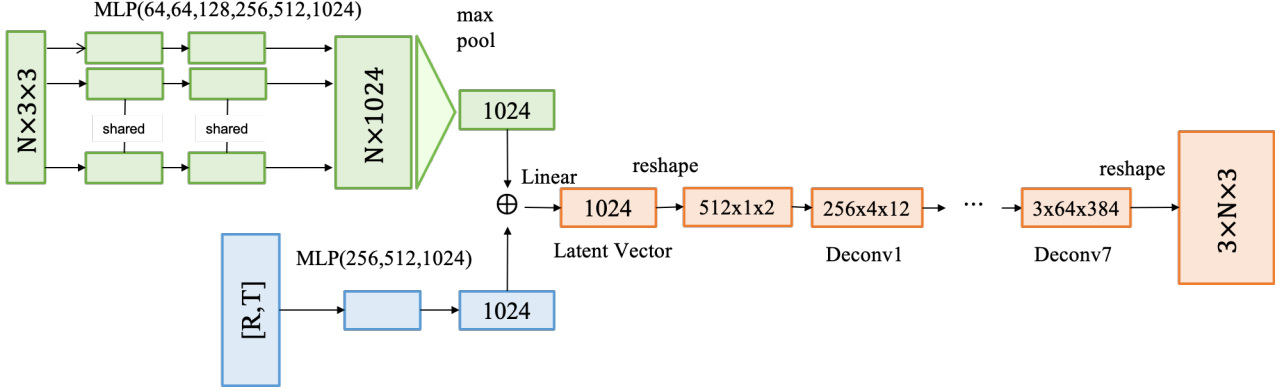 MLP(64,64,128,256,512,1024)
max
pool
N×3×3
shared
shared
N×1024
1024
Linear
reshape
reshape
⊕
1024
512x1x2
256x4x12
...
3x64x384
3×N×3
Latent Vector
Deconv1
Deconv7
MLP(256,512,1024)
[R,T]
1024